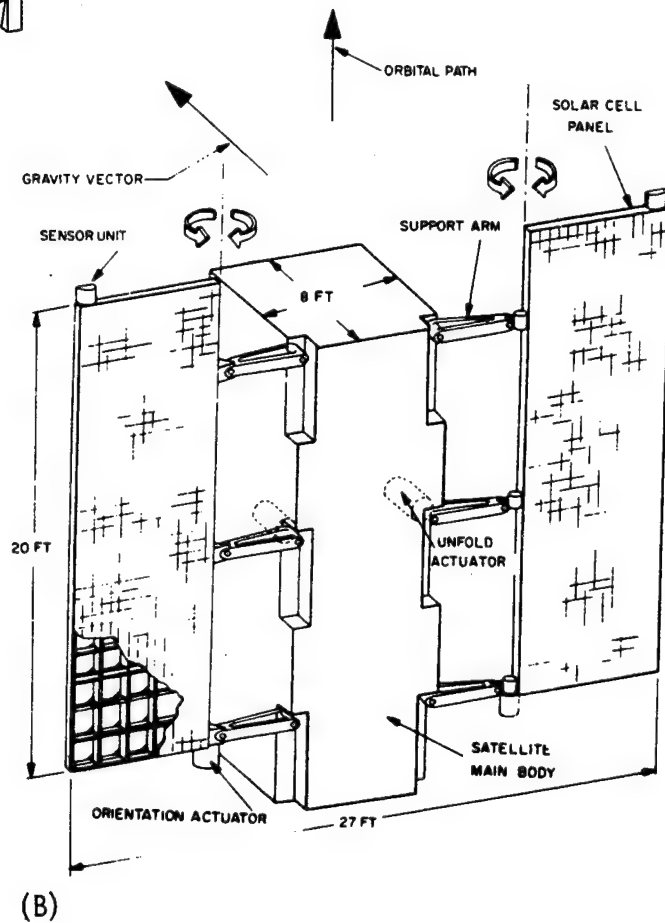 ORBITAL PATH
SOLAR CELL
PANEL
GRAVITY VECTOR
SENSOR UNIT
SUPPORT ARM
8 FT
20 FT
UNFOLD
ACTUATOR
SATELLITE
MAIN BODY
ORIENTATION ACTUATOR
27 FT
(B)